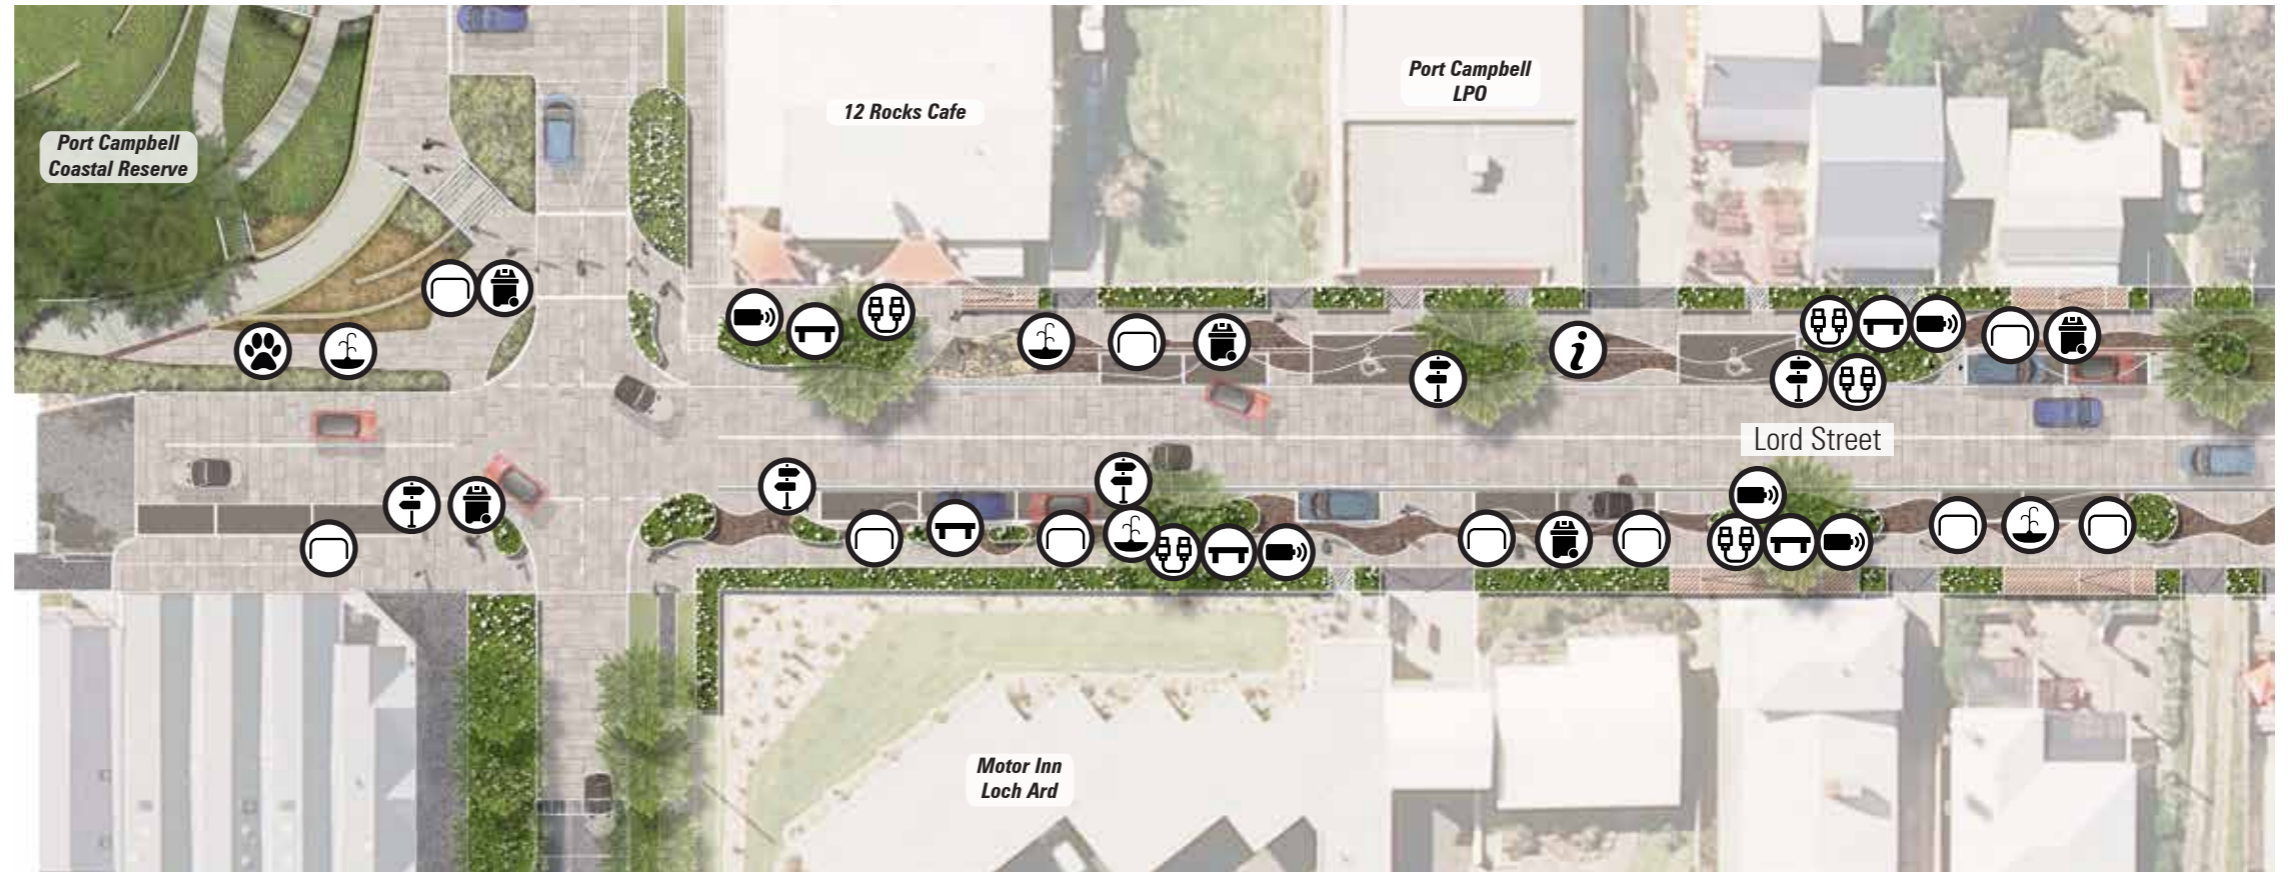 Port Campbell
LPO
12 Rocks Cafe
Port Campbell
Coastal Reserve
Lord Street
Motor Inn
Loch Ard